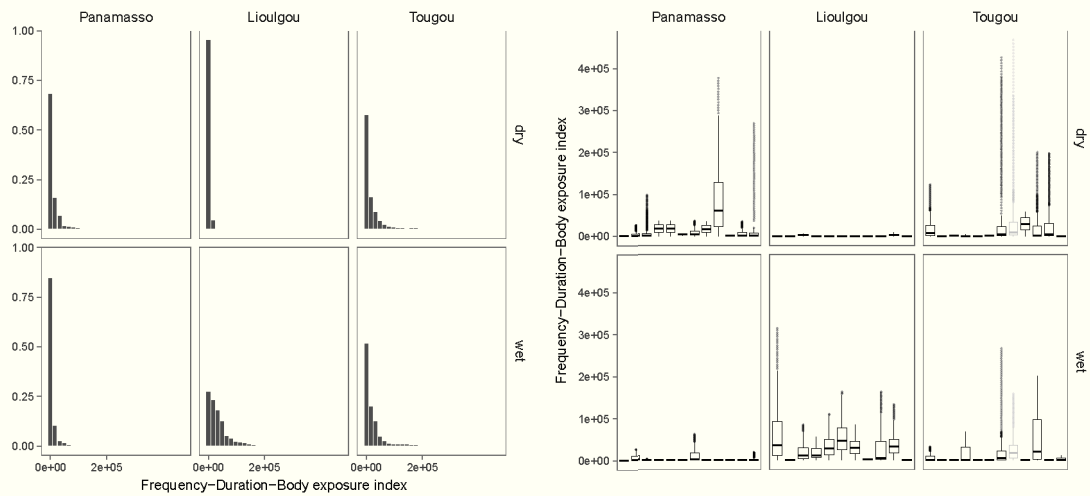 Panamasso Lioulgou Tougou
1.00
0.75
0.50
0.25
0.00
dry
1.00
0.75
0.50
0.25
0.00
wet
0e+00 2e+05 0e+00 2e+05 0e+00 2e+05
Frequency−Duration−Body exposure index
Panamasso Lioulgou Tougou
Frequency−Duration−Body exposure index
4e+05
3e+05
2e+05
1e+05
0e+00
dry
4e+05
3e+05
2e+05
1e+05
0e+00
wet